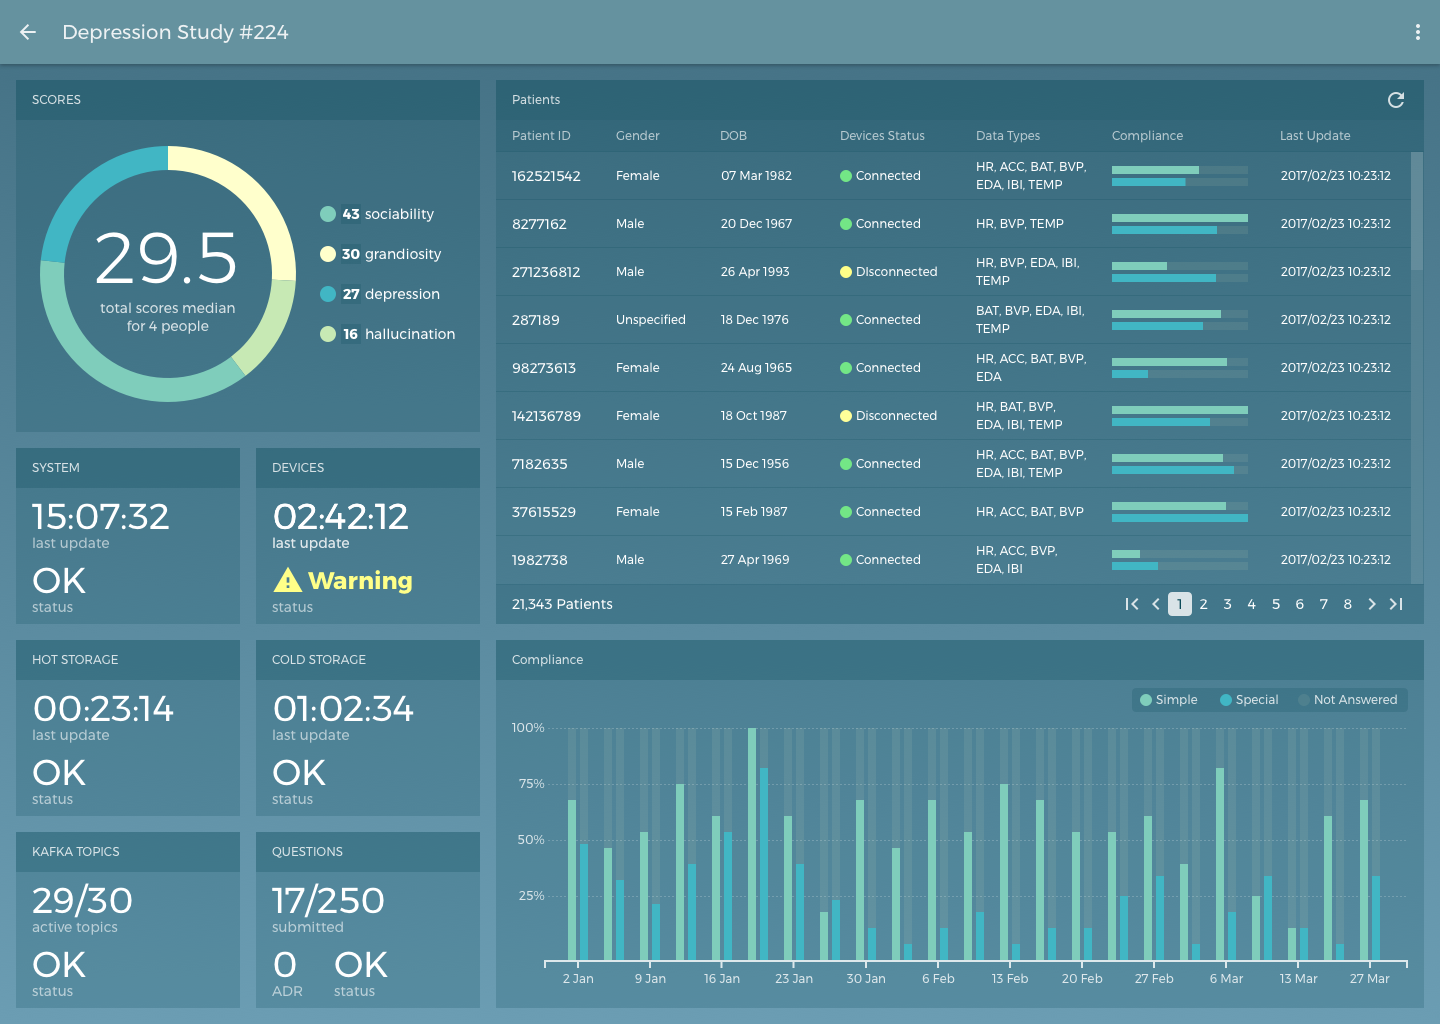 Depression Study #224
SCORES
29.5
total scores median
for 4 people
43 sociability
30 grandiosity
27 depression
16 hallucination
Patients
Patient ID Gender DOB Devices Status Data Types Compliance Last Update
162521542 Female 07 Mar 1982 Connected HR, ACC, BAT, BVP, EDA, IBI, TEMP 2017/02/23 10:23:12
8277162 Male 20 Dec 1967 Connected HR, BVP, TEMP 2017/02/23 10:23:12
271236812 Male 26 Apr 1993 DIsconnected HR, BVP, EDA, IBI, TEMP 2017/02/23 10:23:12
287189 Unspecified 18 Dec 1976 Connected BAT, BVP, EDA, IBI, TEMP 2017/02/23 10:23:12
98273613 Female 24 Aug 1965 Connected HR, ACC, BAT, BVP, EDA 2017/02/23 10:23:12
142136789 Female 18 Oct 1987 Disconnected HR, BAT, BVP, EDA, IBI, TEMP 2017/02/23 10:23:12
7182635 Male 15 Dec 1956 Connected HR, ACC, BAT, BVP, EDA, IBI, TEMP 2017/02/23 10:23:12
37615529 Female 15 Feb 1987 Connected HR, ACC, BAT, BVP 2017/02/23 10:23:12
1982738 Male 27 Apr 1969 Connected HR, ACC, BVP, EDA, IBI 2017/02/23 10:23:12
21,343 Patients 1 2 3 4 5 6 7 8
SYSTEM
15:07:32
last update
OK
status
DEVICES
02:42:12
last update
Warning
status
HOT STORAGE
00:23:14
last update
OK
status
COLD STORAGE
01:02:34
last update
OK
status
KAFKA TOPICS
29/30
active topics
OK
status
QUESTIONS
17/250
submitted
0 OK
ADR status
Compliance
Simple Special Not Answered
100%
75%
50%
25%
2 Jan 9 Jan 16 Jan 23 Jan 30 Jan 6 Feb 13 Feb 20 Feb 27 Feb 6 Mar 13 Mar 27 Mar